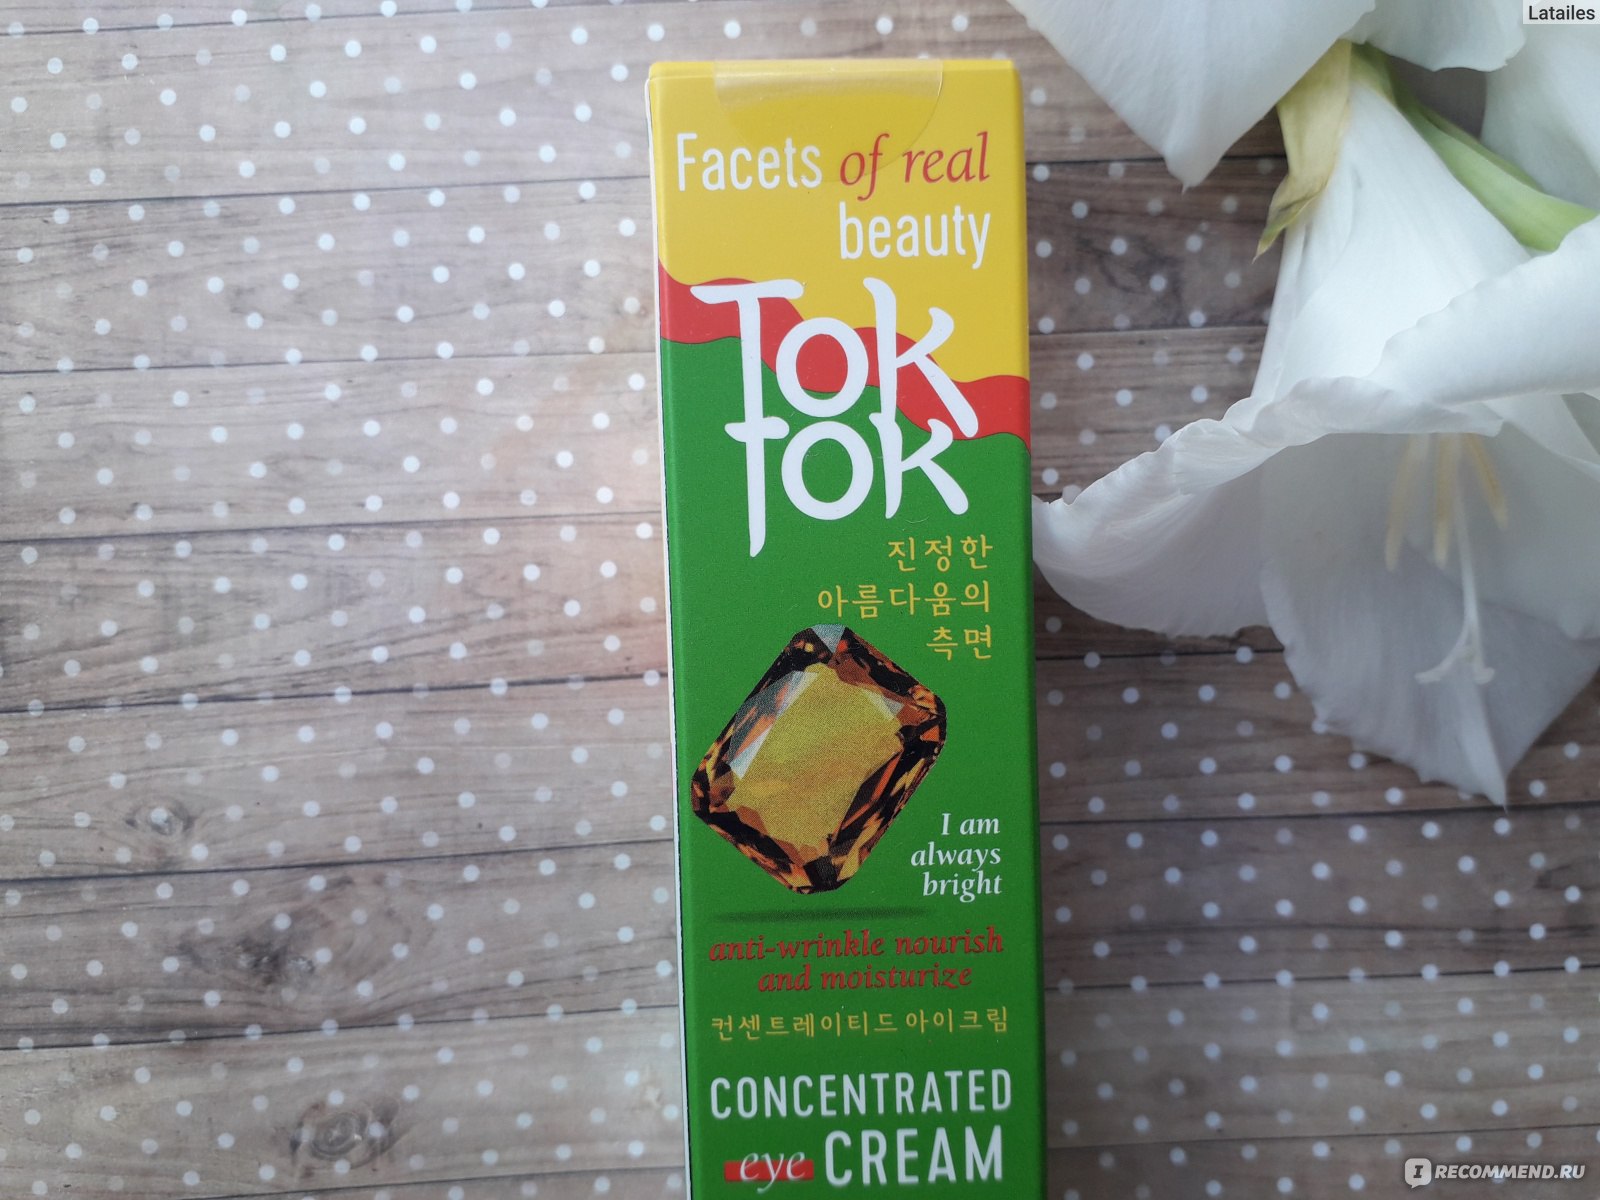 Latailes
Facets of real
beauty
Tok
Tok
진정한
아름다움의
측면
I am
always
bright
anti-wrinkle nourish
and moisturize
컨센트레이티드 아이크림
CONCENTRATED
eye CREAM
IRECOMMEND.RU